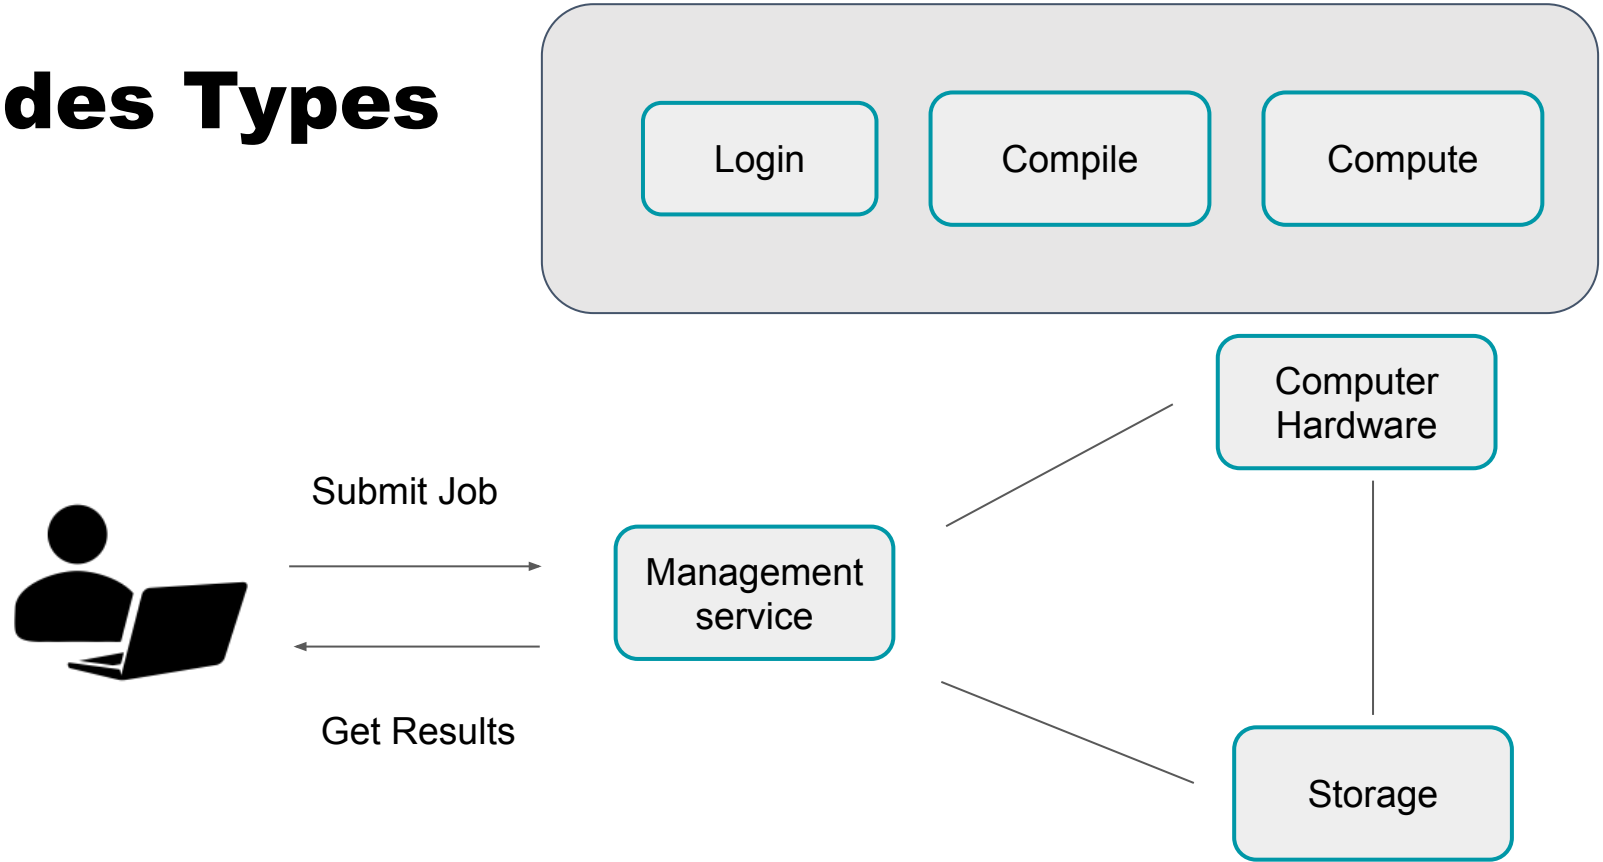 des Types
Login
Compile
Compute
Computer
Hardware
Submit Job
Management
service
Get Results
Storage